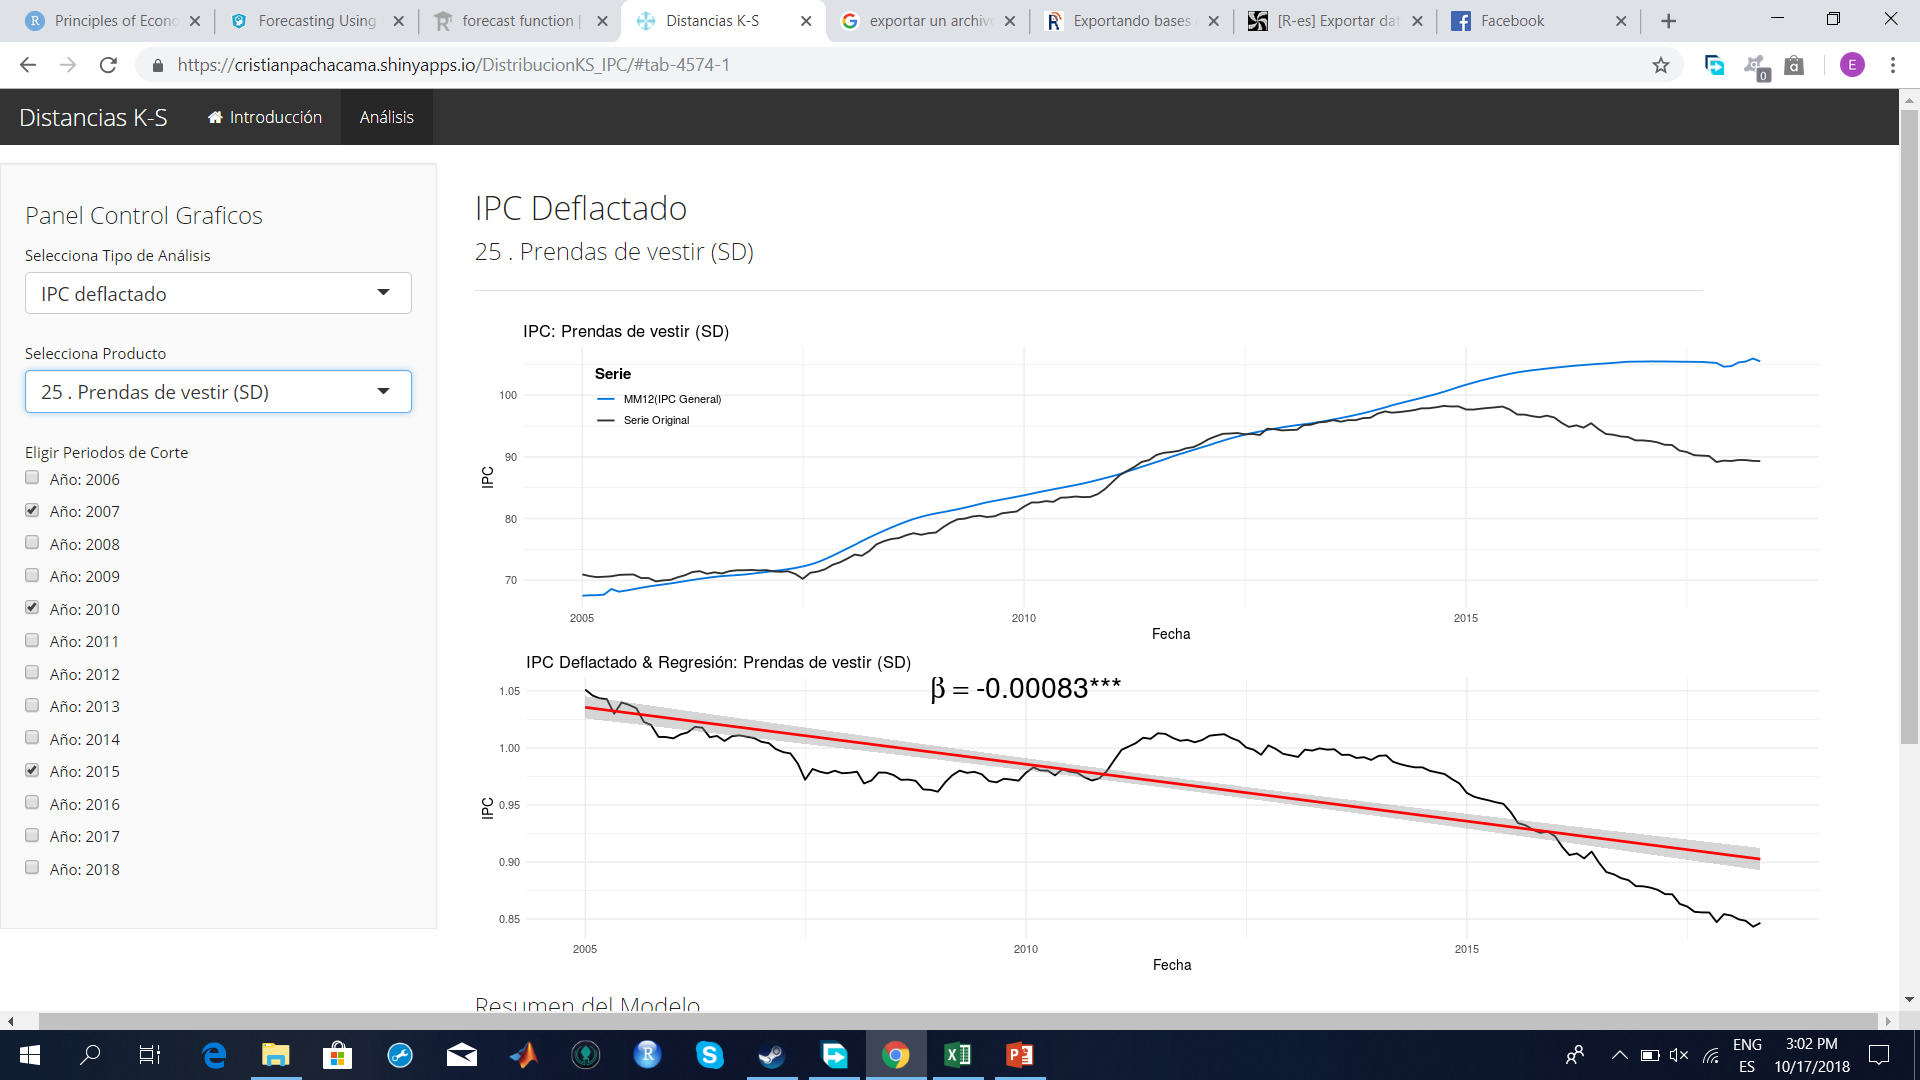 Principles of Econo
Forecasting Using
forecast function |
Distancias K-S
exportar un archivo
Exportando bases
[R-es] Exportar dat
Facebook
https://cristianpachacama.shinyapps.io/DistribucionKS_IPC/#tab-4574-1
0
E
Distancias K-S
Introducción
Análisis
Panel Control Graficos
Selecciona Tipo de Análisis
IPC deflactado
Selecciona Producto
25 . Prendas de vestir (SD)
Eligir Periodos de Corte
Año: 2006
Año: 2007
Año: 2008
Año: 2009
Año: 2010
Año: 2011
Año: 2012
Año: 2013
Año: 2014
Año: 2015
Año: 2016
Año: 2017
Año: 2018
IPC Deflactado
25 . Prendas de vestir (SD)
IPC: Prendas de vestir (SD)
Serie
MM12(IPC General)
Serie Original
IPC
100
90
80
70
2005
2010
2015
Fecha
IPC Deflactado & Regresión: Prendas de vestir (SD)
β = -0.00083***
IPC
1.05
1.00
0.95
0.90
0.85
2005
2010
2015
Fecha
Resumen del Modelo
ENG
ES
3:02 PM
10/17/2018